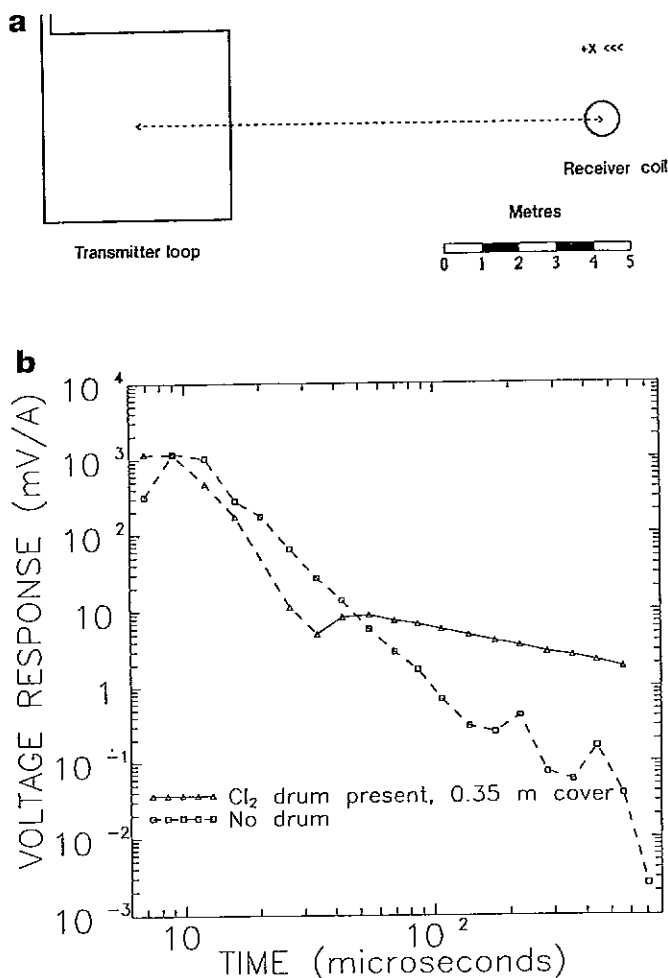 a
+X <<<
Receiver coil
Metres
Transmitter loop
0 1 2 3 4 5
b
10 4
10 3
10 2
10
1
10 -1
10 -2
10 -3
VOLTAGE RESPONSE (mV/A)
Cl₂ drum present, 0.35 m cover
No drum
10
10 2
TIME (microseconds)